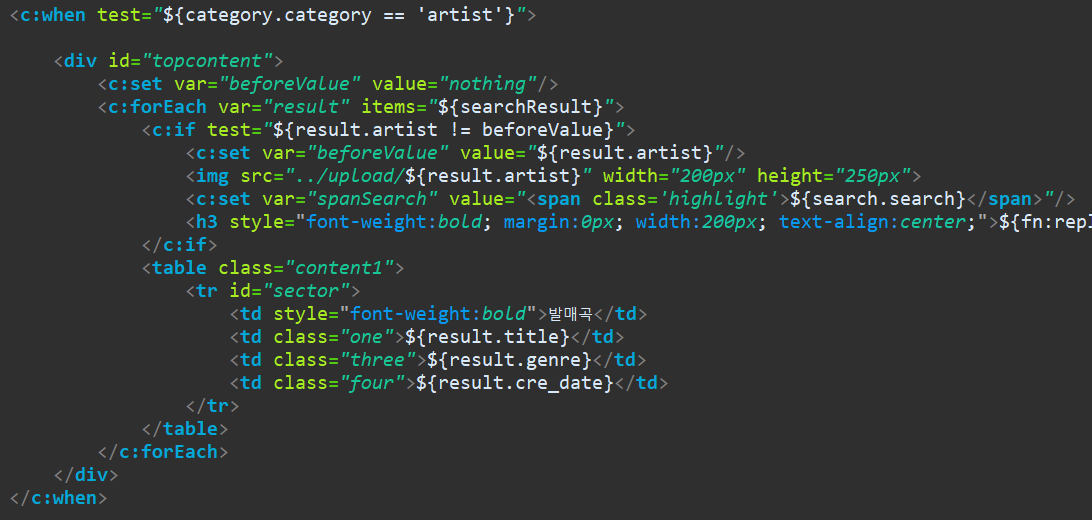 <c:when test="${category.category == 'artist'}">
<div id="topcontent">
<c:set var="beforeValue" value="nothing"/>
<c:forEach var="result" items="${searchResult}">
<c:if test="${result.artist != beforeValue}">
<c:set var="beforeValue" value="${result.artist}"/>
<img src="../upload/${result.artist}" width="200px" height="250px">
<c:set var="spanSearch" value="<span class='highlight'>${search.search}</span>"/>
<h3 style="font-weight:bold; margin:0px; width:200px; text-align:center;">${fn:repl
</c:if>
<table class="content1">
<tr id="sector">
<td style="font-weight:bold">발매곡</td>
<td class="one">${result.title}</td>
<td class="three">${result.genre}</td>
<td class="four">${result.cre_date}</td>
</tr>
</table>
</c:forEach>
</div>
</c:when>